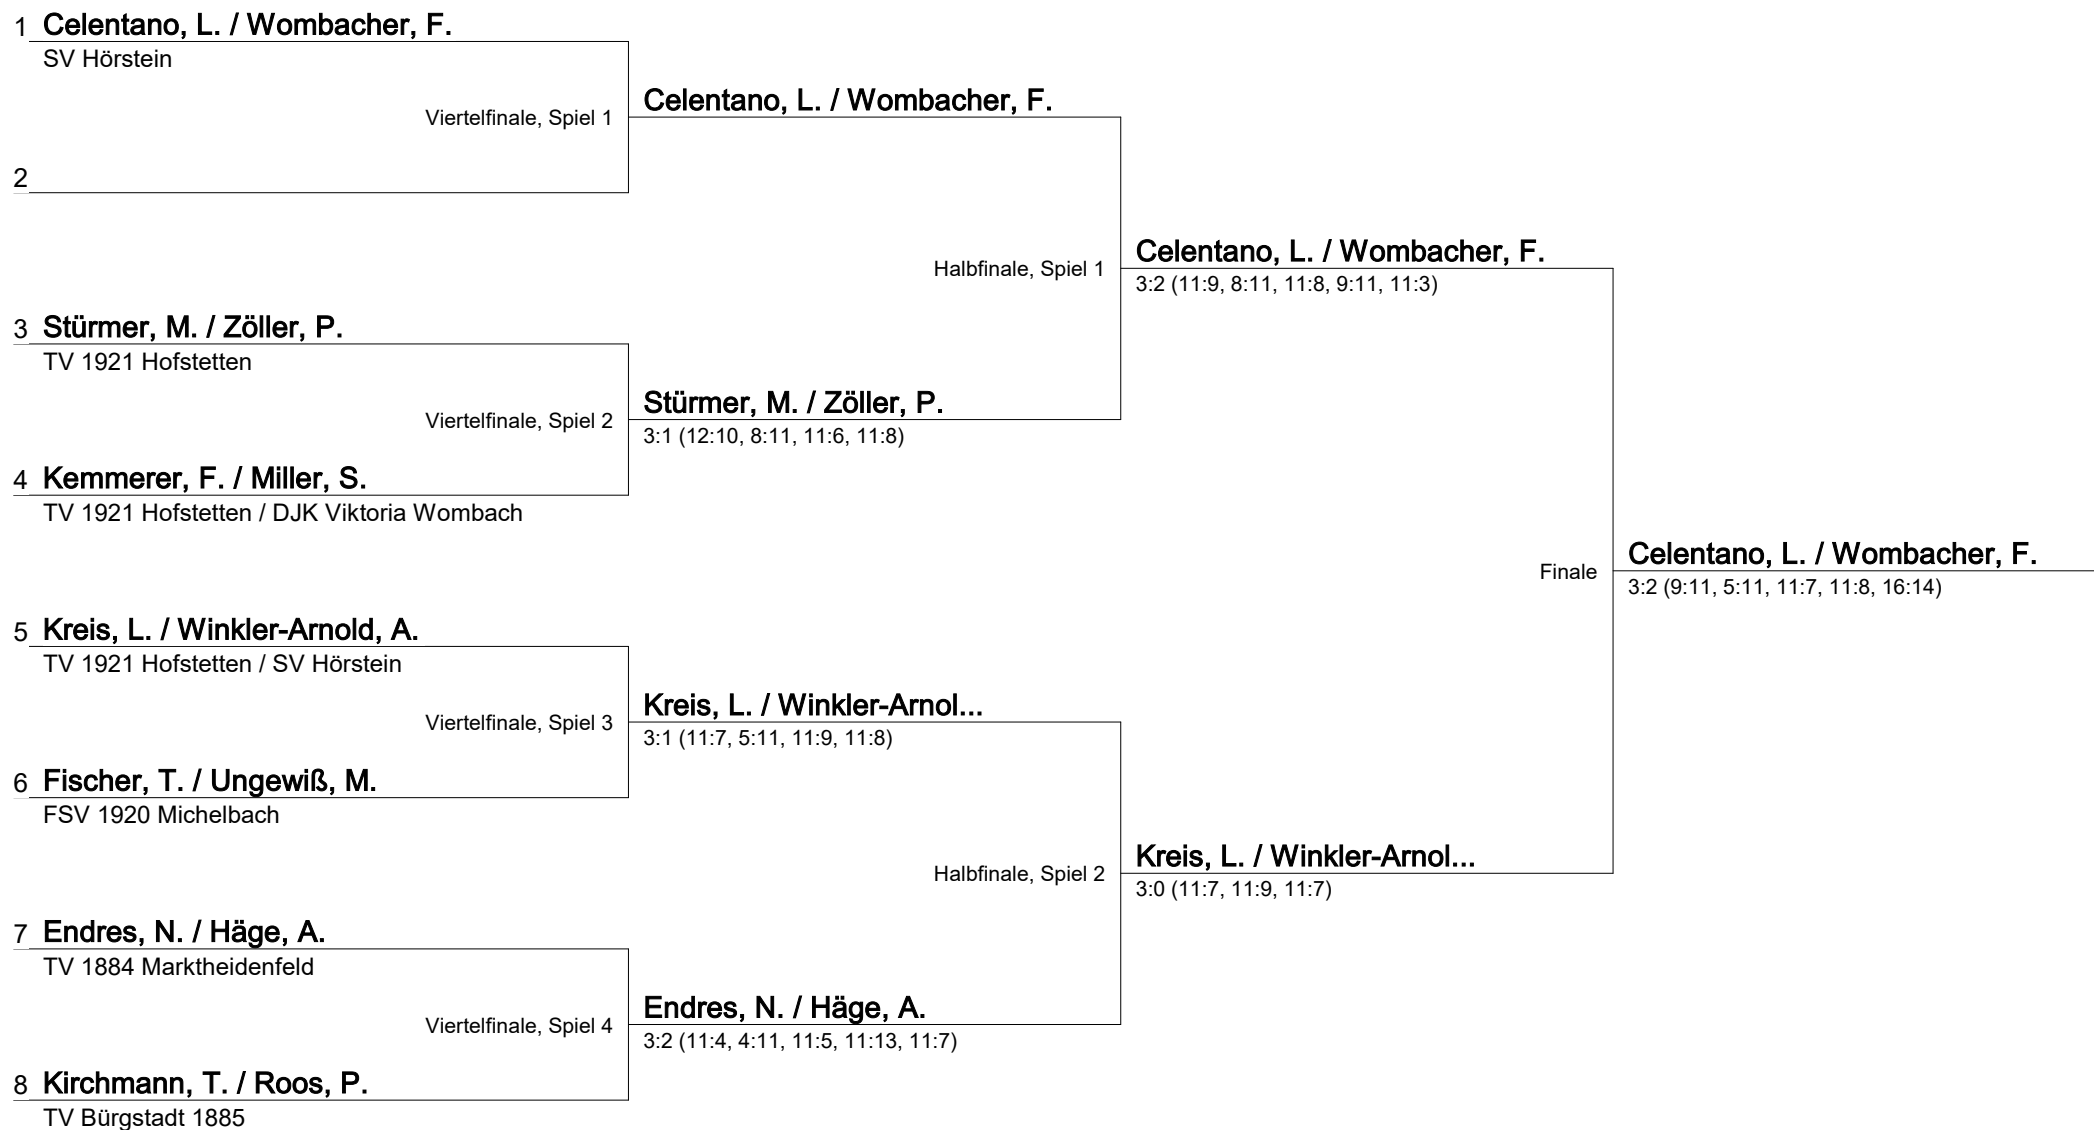 1 Celentano, L. / Wombacher, F.
SV Hörstein
Viertelfinale, Spiel 1
Celentano, L. / Wombacher, F.
2
Halbfinale, Spiel 1
Celentano, L. / Wombacher, F.
3:2 (11:9, 8:11, 11:8, 9:11, 11:3)
3 Stürmer, M. / Zöller, P.
TV 1921 Hofstetten
Viertelfinale, Spiel 2
Stürmer, M. / Zöller, P.
3:1 (12:10, 8:11, 11:6, 11:8)
4 Kemmerer, F. / Miller, S.
TV 1921 Hofstetten / DJK Viktoria Wombach
Finale
Celentano, L. / Wombacher, F.
3:2 (9:11, 5:11, 11:7, 11:8, 16:14)
5 Kreis, L. / Winkler-Arnold, A.
TV 1921 Hofstetten / SV Hörstein
Viertelfinale, Spiel 3
Kreis, L. / Winkler-Arnol...
3:1 (11:7, 5:11, 11:9, 11:8)
6 Fischer, T. / Ungewiß, M.
FSV 1920 Michelbach
Halbfinale, Spiel 2
Kreis, L. / Winkler-Arnol...
3:0 (11:7, 11:9, 11:7)
7 Endres, N. / Häge, A.
TV 1884 Marktheidenfeld
Viertelfinale, Spiel 4
Endres, N. / Häge, A.
3:2 (11:4, 4:11, 11:5, 11:13, 11:7)
8 Kirchmann, T. / Roos, P.
TV Bürgstadt 1885